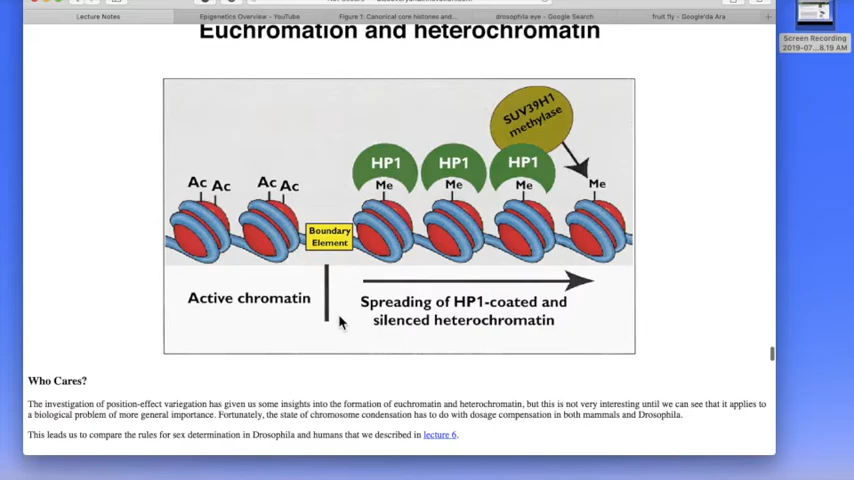 Lecture Notes
Epigenetics Overview - YouTube
Figure 1: Canonical core histones and...
drosophila eye - Google Search
fruit fly - Google'da Ara
Screen Recording
2019-07...8.19 AM
Euchromation and heterochromatin
SUV39H1
methylase
HP1 HP1 HP1
Ac Ac Ac Ac Me Me Me Me
Boundary
Element
Active chromatin
Spreading of HP1-coated and
silenced heterochromatin
Who Cares?
The investigation of position-effect variegation has given us some insights into the formation of euchromatin and heterochromatin, but this is not very interesting until we can see that it applies to
a biological problem of more general importance. Fortunately, the state of chromosome condensation has to do with dosage compensation in both mammals and Drosophila.
This leads us to compare the rules for sex determination in Drosophila and humans that we described in lecture 6.